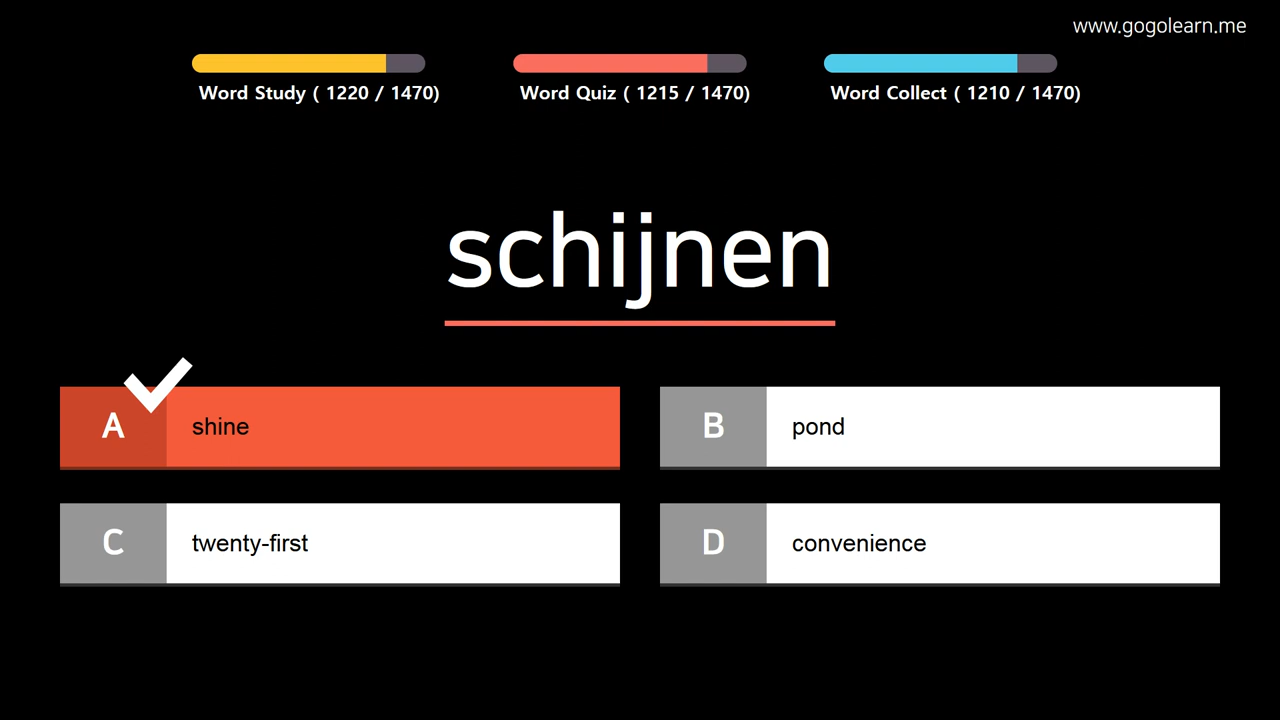 www.gogolearn.me
Word Study ( 1220 / 1470)
Word Quiz ( 1215 / 1470)
Word Collect ( 1210 / 1470)
schijnen
A shine
B pond
C twenty-first
D convenience